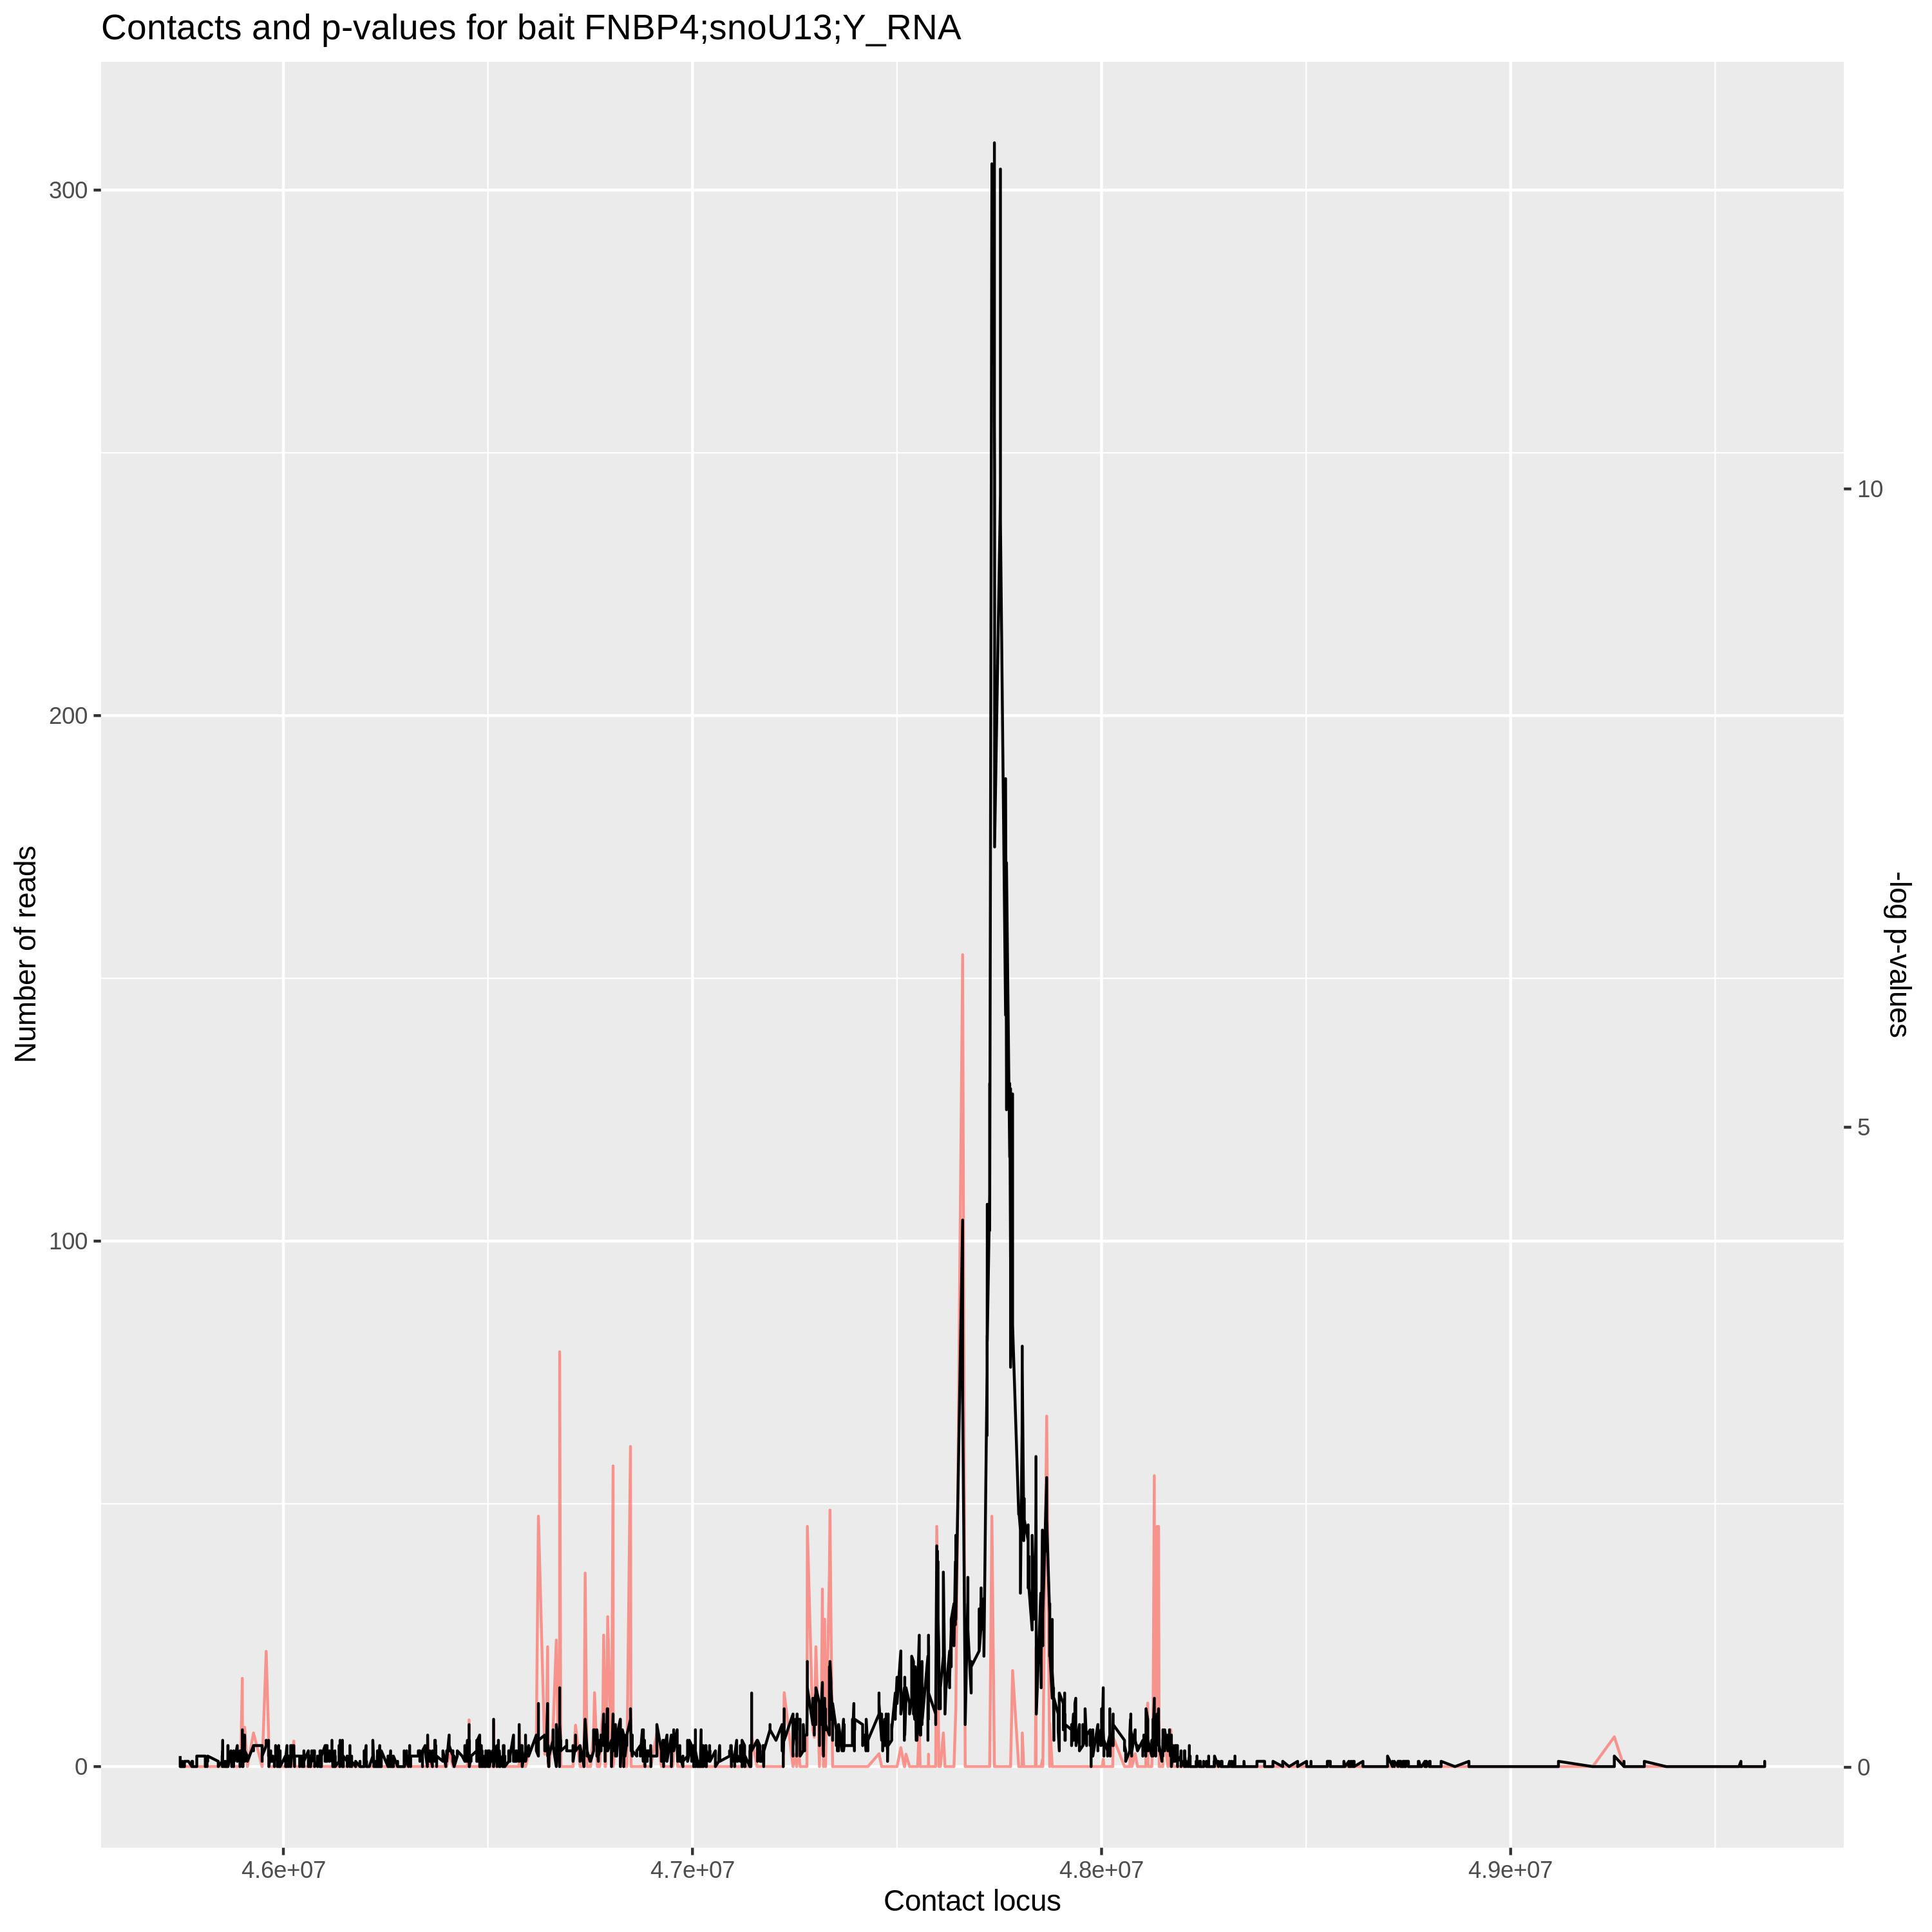 Contacts and p-values for bait FNBP4;snoU13;Y_RNA
300
200
100
0
Number of reads
10
5
0
-log p-values
4.6e+07 4.7e+07 4.8e+07 4.9e+07
Contact locus